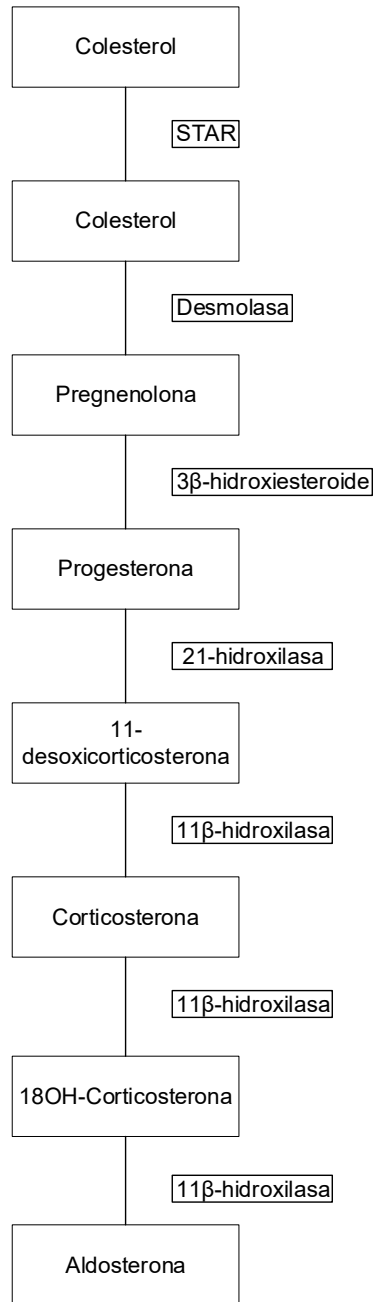 Colesterol
STAR
Colesterol
Desmolasa
Pregnenolona
3β-hidroxiesteroide
Progesterona
21-hidroxilasa
11-
desoxicorticosterona
11β-hidroxilasa
Corticosterona
11β-hidroxilasa
18OH-Corticosterona
11β-hidroxilasa
Aldosterona